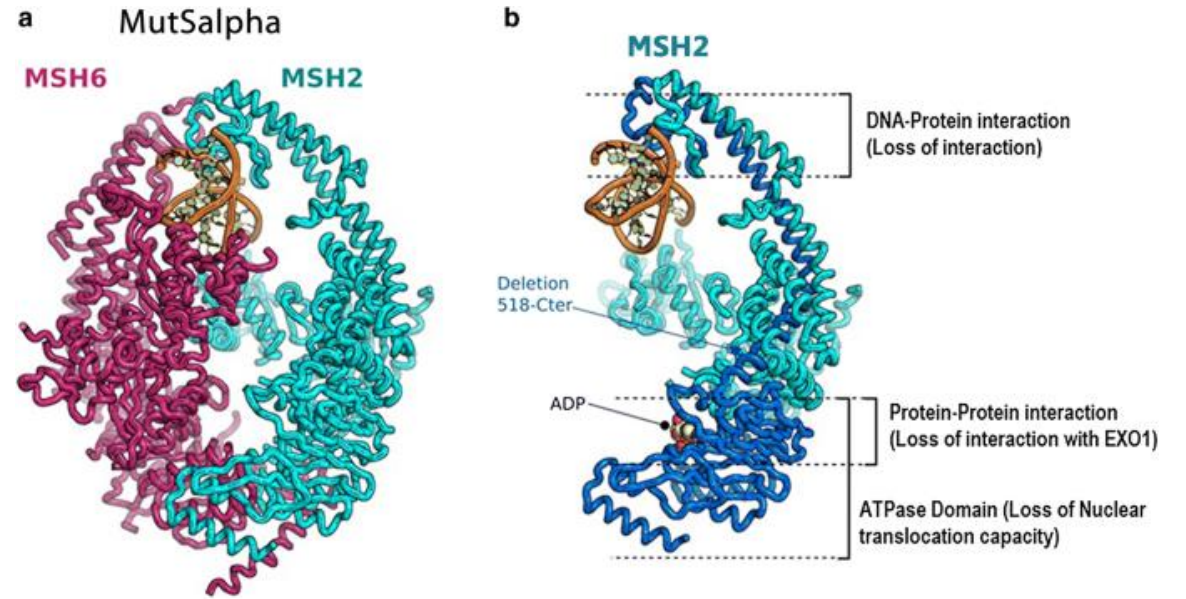 a
MutSalpha
MSH6
MSH2
b
MSH2
DNA-Protein interaction
(Loss of interaction)
Deletion
518-Cter
ADP
Protein-Protein interaction
(Loss of interaction with EXO1)
ATPase Domain (Loss of Nuclear
translocation capacity)